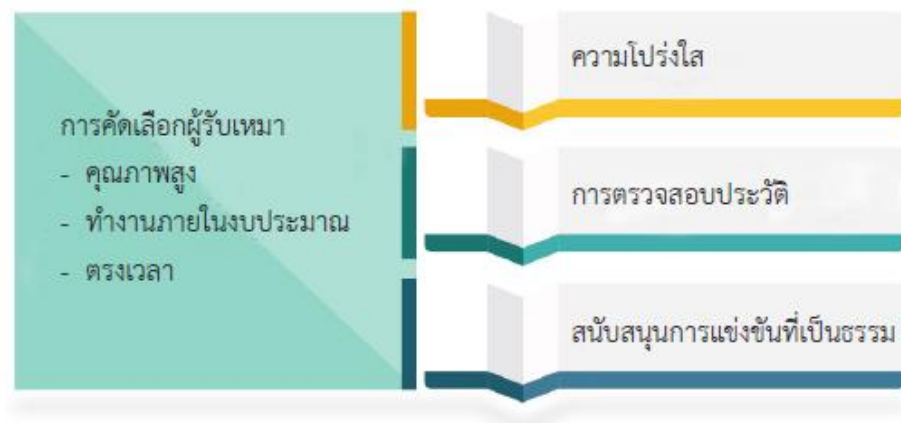 การคัดเลือกผู้รับเหมา
- คุณภาพสูง
- ทำงานภายในงบประมาณ
- ตรงเวลา
ความโปร่งใส
การตรวจสอบประวัติ
สนับสนุนการแข่งขันที่เป็นธรรม